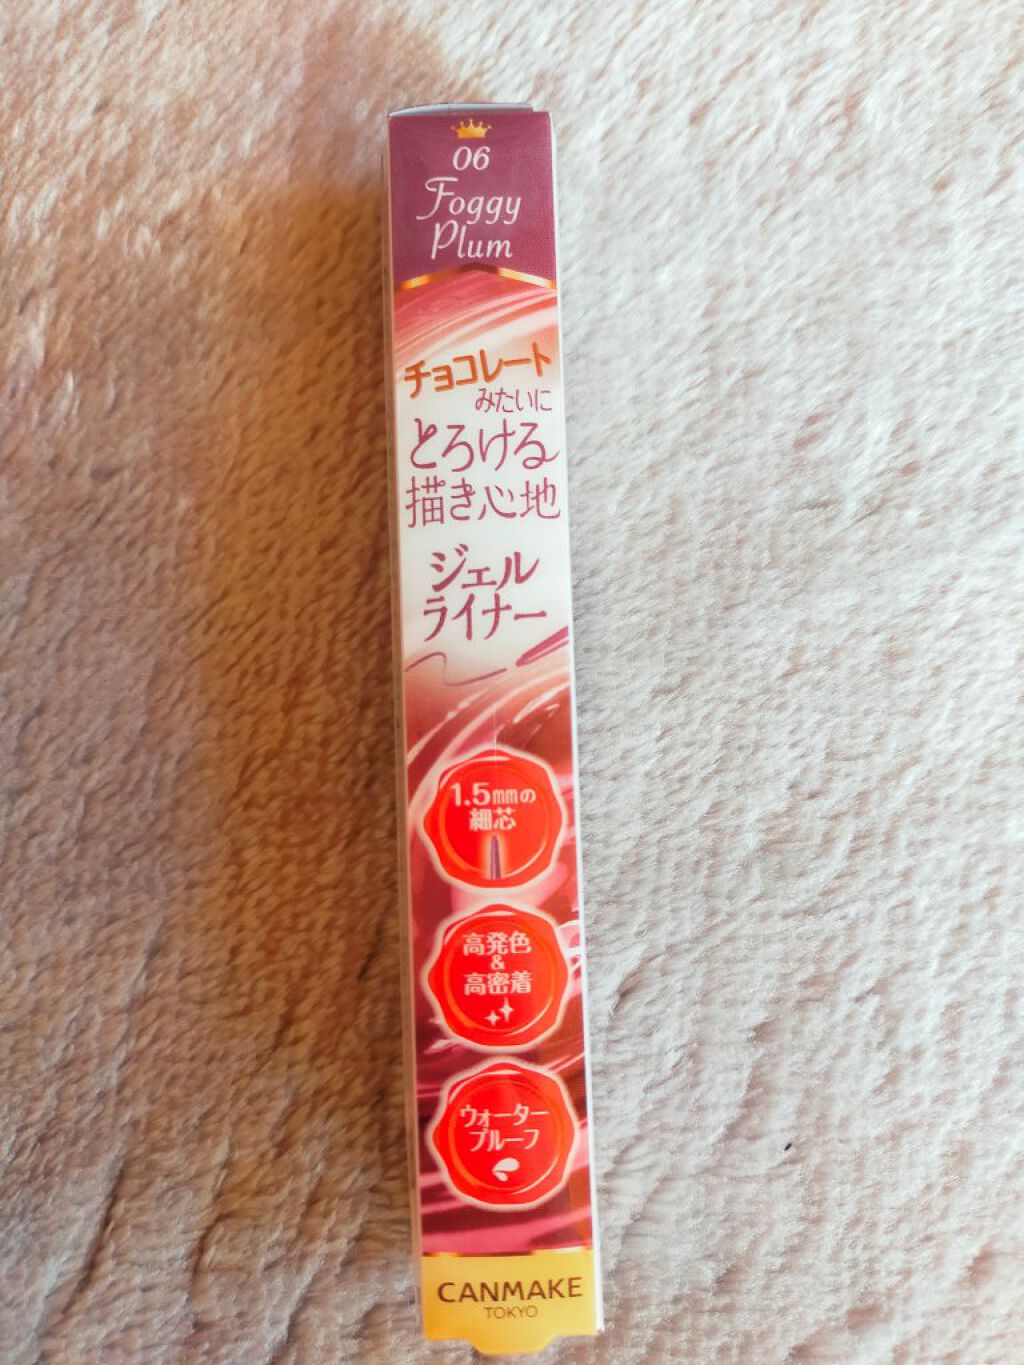 06
Foggy
Plum
チョコレート
みたいに
とろける
描き心地
ジェル
ライナー
1.5mmの
細芯
高発色
&
高密着
ウォーター
プルーフ
CANMAKE
TOKYO